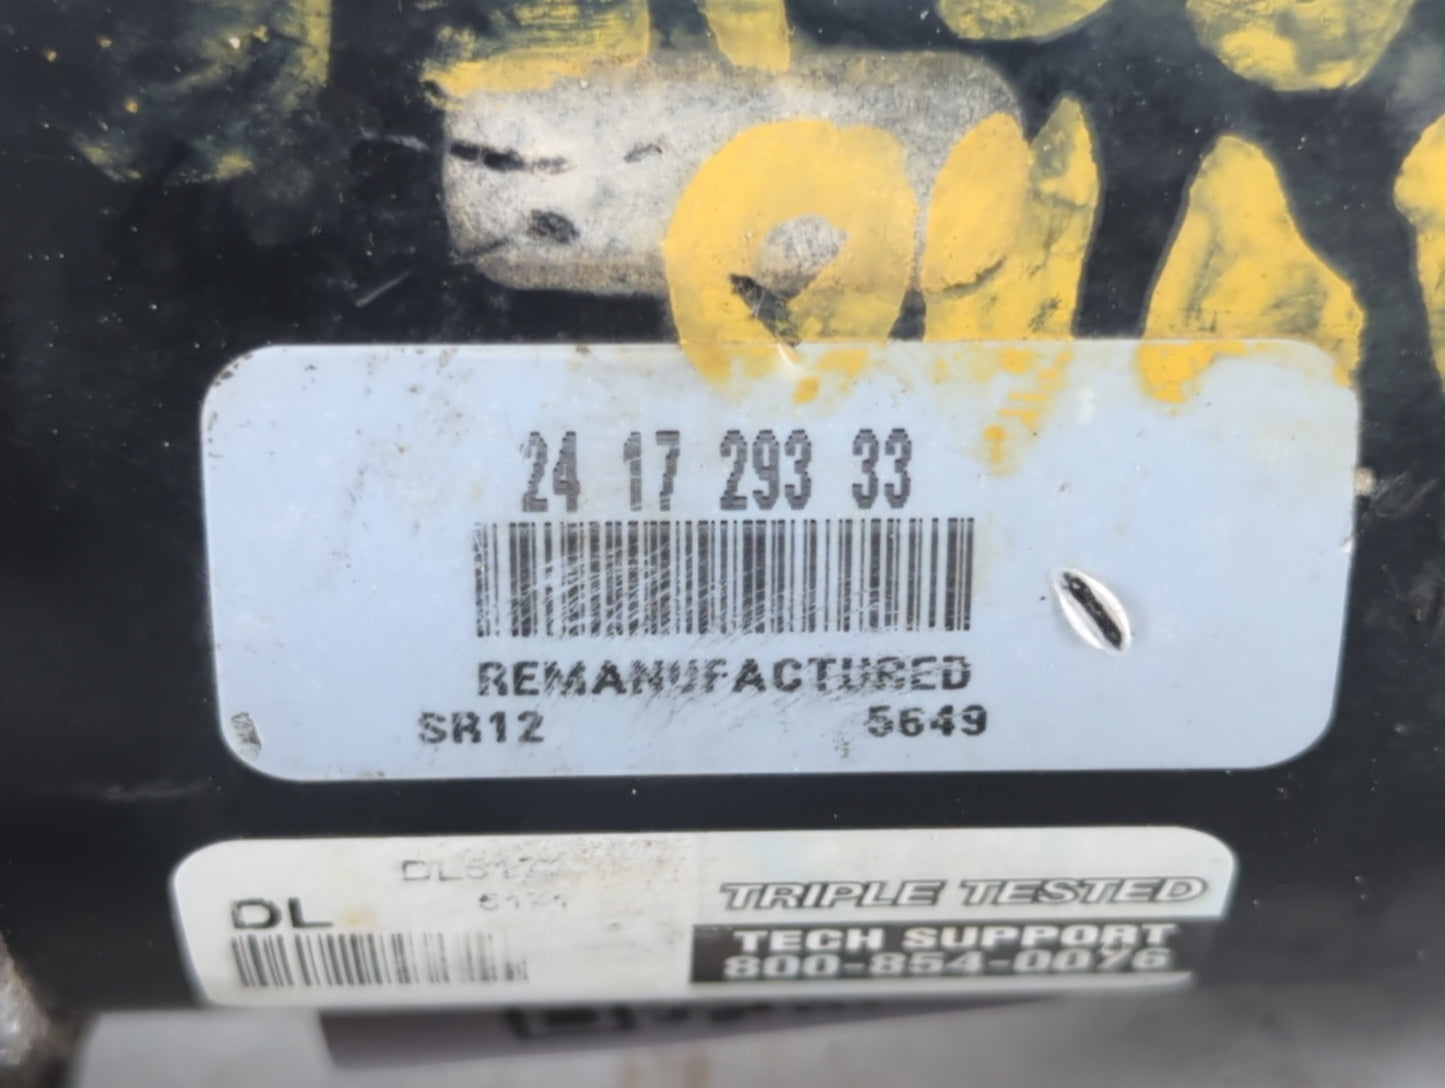 24 17 293 33
REMANUFACTURED
SR12 5649
DL
TRIPLE TESTED
TECH SUPPORT
800-854-0076